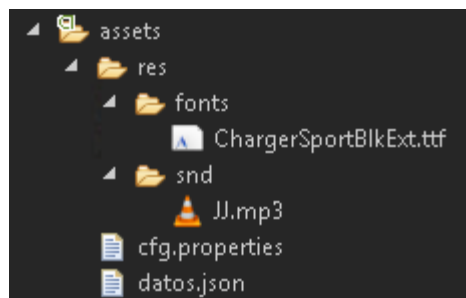 assets
res
fonts
ChargerSportBlkExt.ttf
snd
JJ.mp3
cfg.properties
datos.json